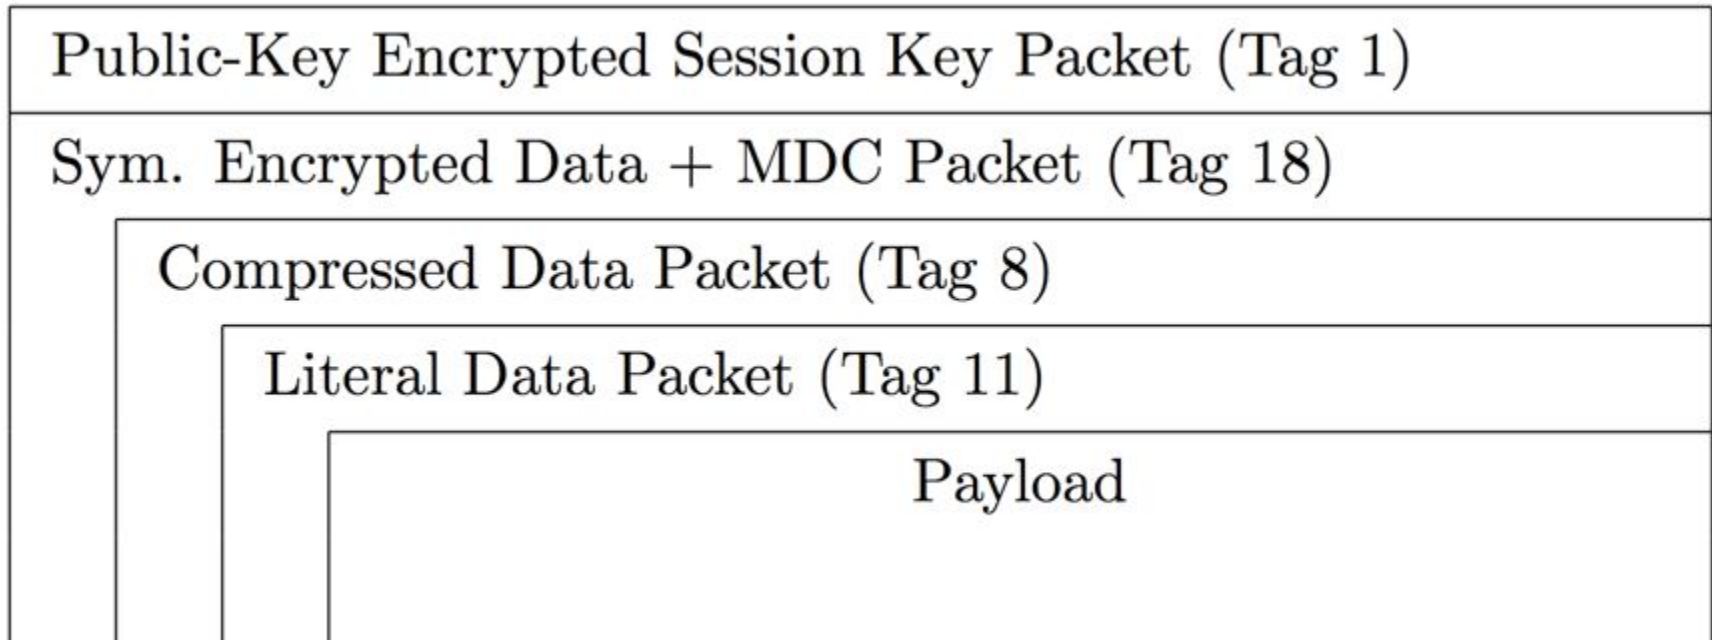 Public-Key Encrypted Session Key Packet (Tag 1)
Sym. Encrypted Data + MDC Packet (Tag 18)
Compressed Data Packet (Tag 8)
Literal Data Packet (Tag 11)
Payload